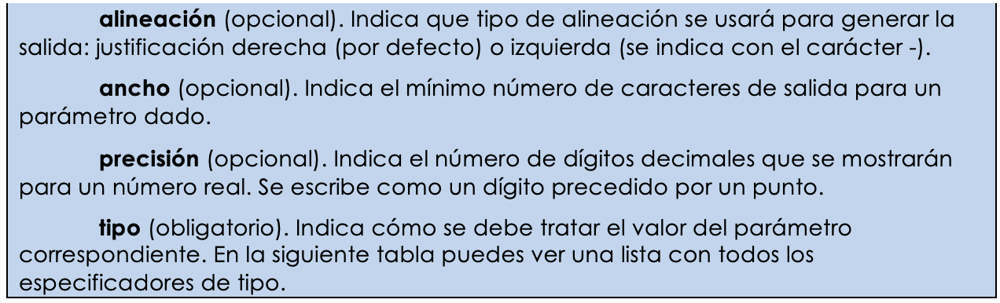 alineación (opcional). Indica que tipo de alineación se usará para generar la
salida: justificación derecha (por defecto) o izquierda (se indica con el carácter -).
ancho (opcional). Indica el mínimo número de caracteres de salida para un
parámetro dado.
precisión (opcional). Indica el número de dígitos decimales que se mostrarán
para un número real. Se escribe como un dígito precedido por un punto.
tipo (obligatorio). Indica cómo se debe tratar el valor del parámetro
correspondiente. En la siguiente tabla puedes ver una lista con todos los
especificadores de tipo.